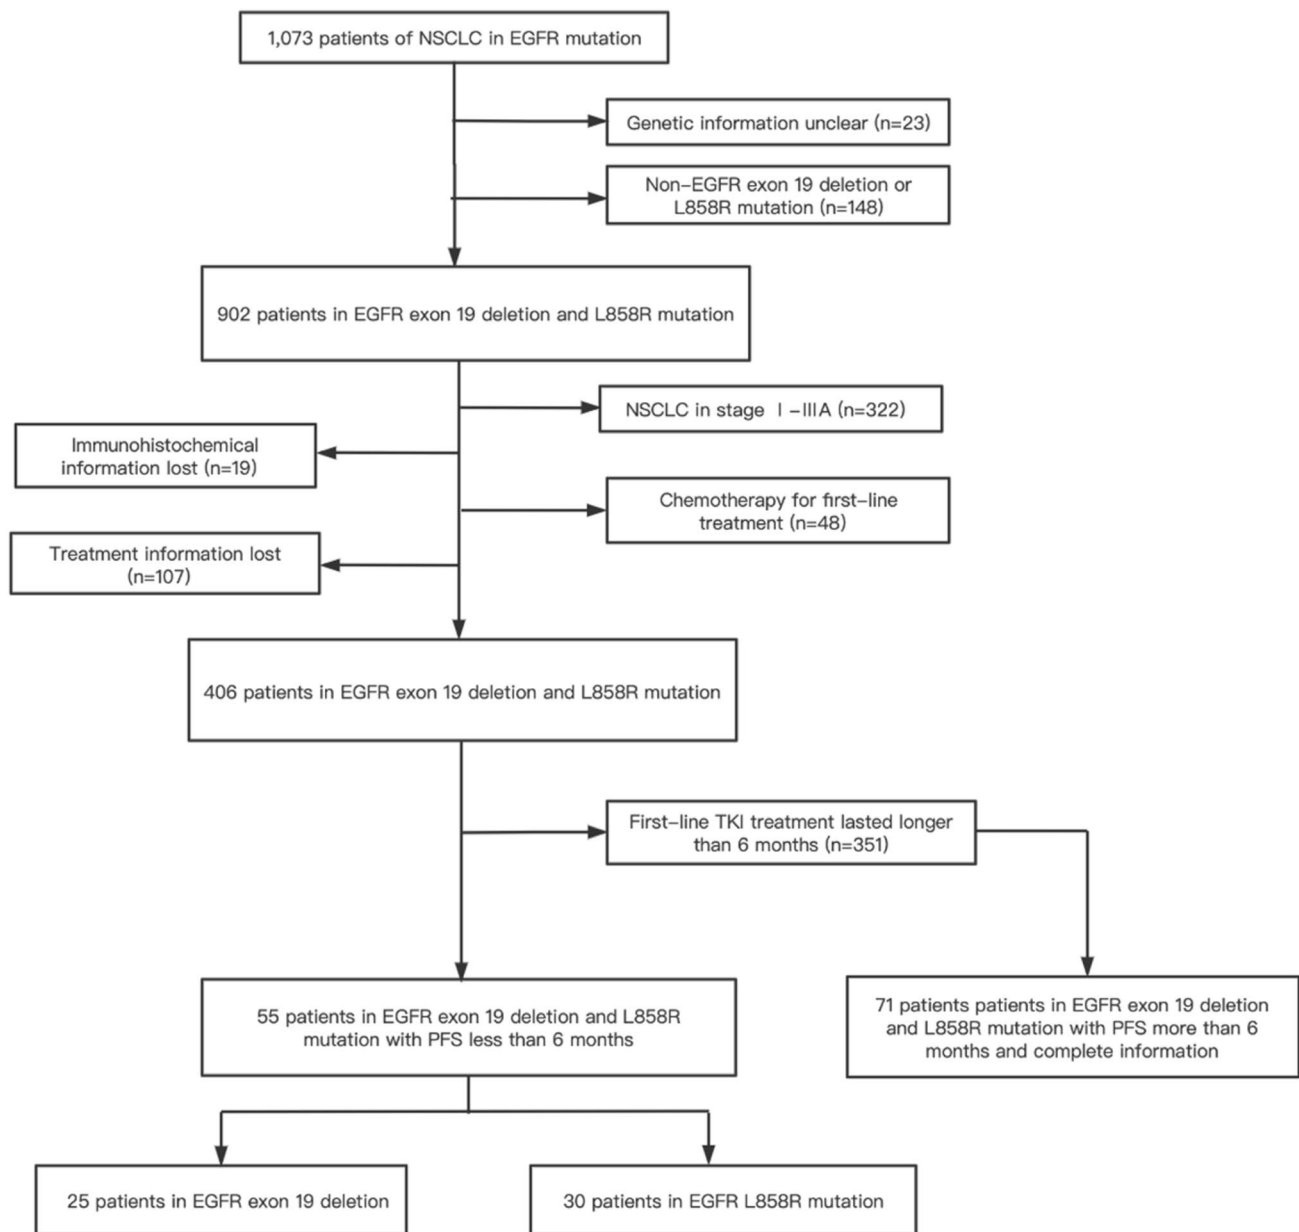 1,073 patients of NSCLC in EGFR mutation
Genetic information unclear (n=23)
Non-EGFR exon 19 deletion or
L858R mutation (n=148)
902 patients in EGFR exon 19 deletion and L858R mutation
NSCLC in stage Ⅰ-IIIA (n=322)
Immunohistochemical
information lost (n=19)
Chemotherapy for first-line
treatment (n=48)
Treatment information lost
(n=107)
406 patients in EGFR exon 19 deletion and L858R mutation
First-line TKI treatment lasted longer
than 6 months (n=351)
55 patients in EGFR exon 19 deletion and L858R
mutation with PFS less than 6 months
71 patients patients in EGFR exon 19 deletion
and L858R mutation with PFS more than 6
months and complete information
25 patients in EGFR exon 19 deletion
30 patients in EGFR L858R mutation